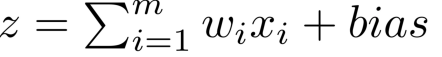 z = ∑_{i=1}^{m} w_i x_i + bias